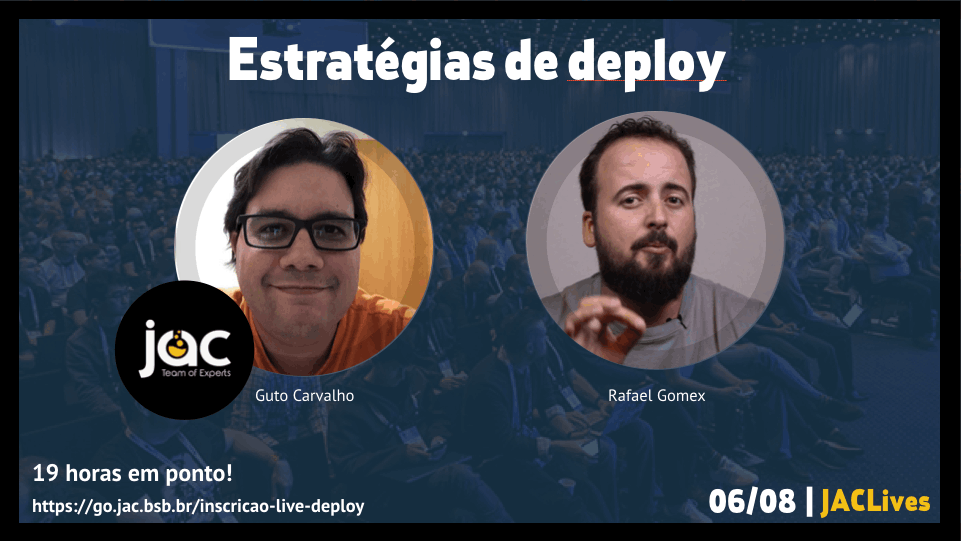 Estratégias de deploy
jac
Team of Experts
Guto Carvalho
Rafael Gomex
19 horas em ponto!
https://go.jac.bsb.br/inscricao-live-deploy
06/08 | JACLives